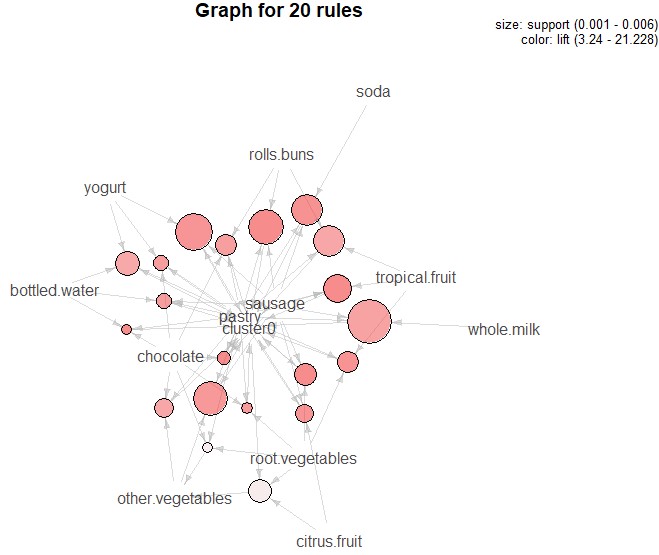 Graph for 20 rules
size: support (0.001 - 0.006)
color: lift (3.24 - 21.228)
soda
rolls.buns
yogurt
tropical.fruit
bottled.water
sausage
pastry
cluster0
whole.milk
chocolate
root.vegetables
other.vegetables
citrus.fruit